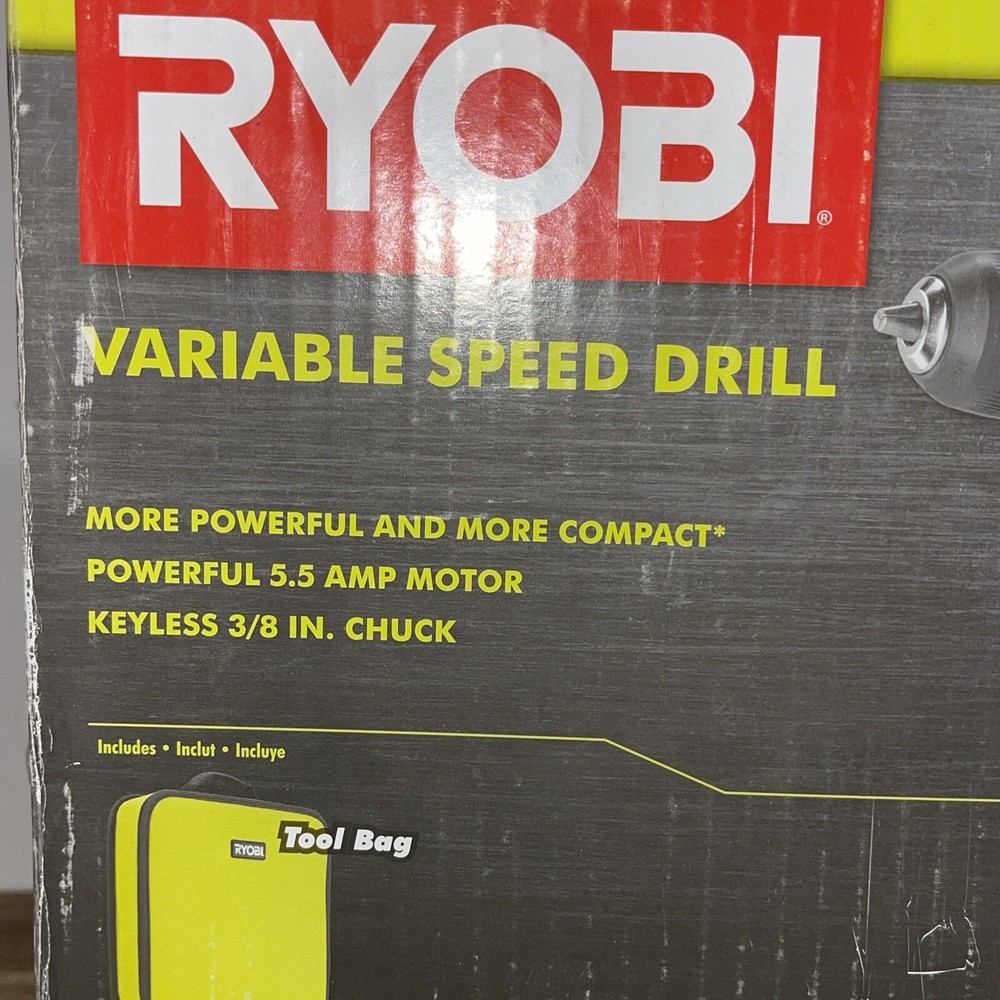 RYOBI®
VARIABLE SPEED DRILL
MORE POWERFUL AND MORE COMPACT*
POWERFUL 5.5 AMP MOTOR
KEYLESS 3/8 IN. CHUCK
Includes • Inclut • Incluye
Tool Bag
RYOBI